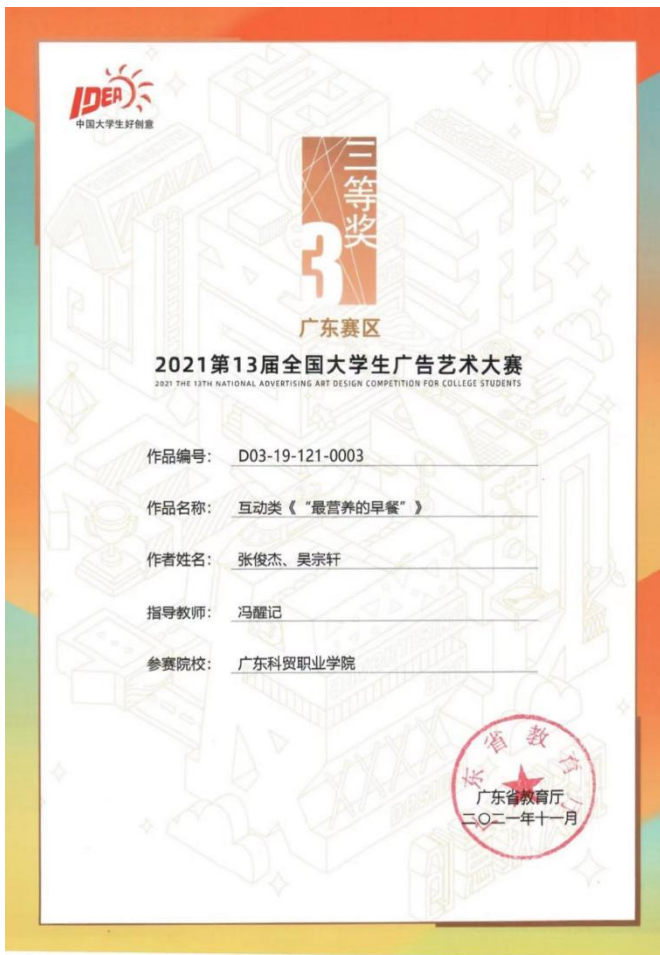 IDEA
中国大学生好创意
三等奖
3
广东赛区
2021第13届全国大学生广告艺术大赛
2021 THE 13TH NATIONAL ADVERTISING ART DESIGN COMPETITION FOR COLLEGE STUDENTS
作品编号： D03-19-121-0003
作品名称： 互动类《“最营养的早餐”》
作者姓名： 张俊杰、吴宗轩
指导教师： 冯醒记
参赛院校： 广东科贸职业学院
广东省教育厅
广东省教育厅
二〇二一年十一月